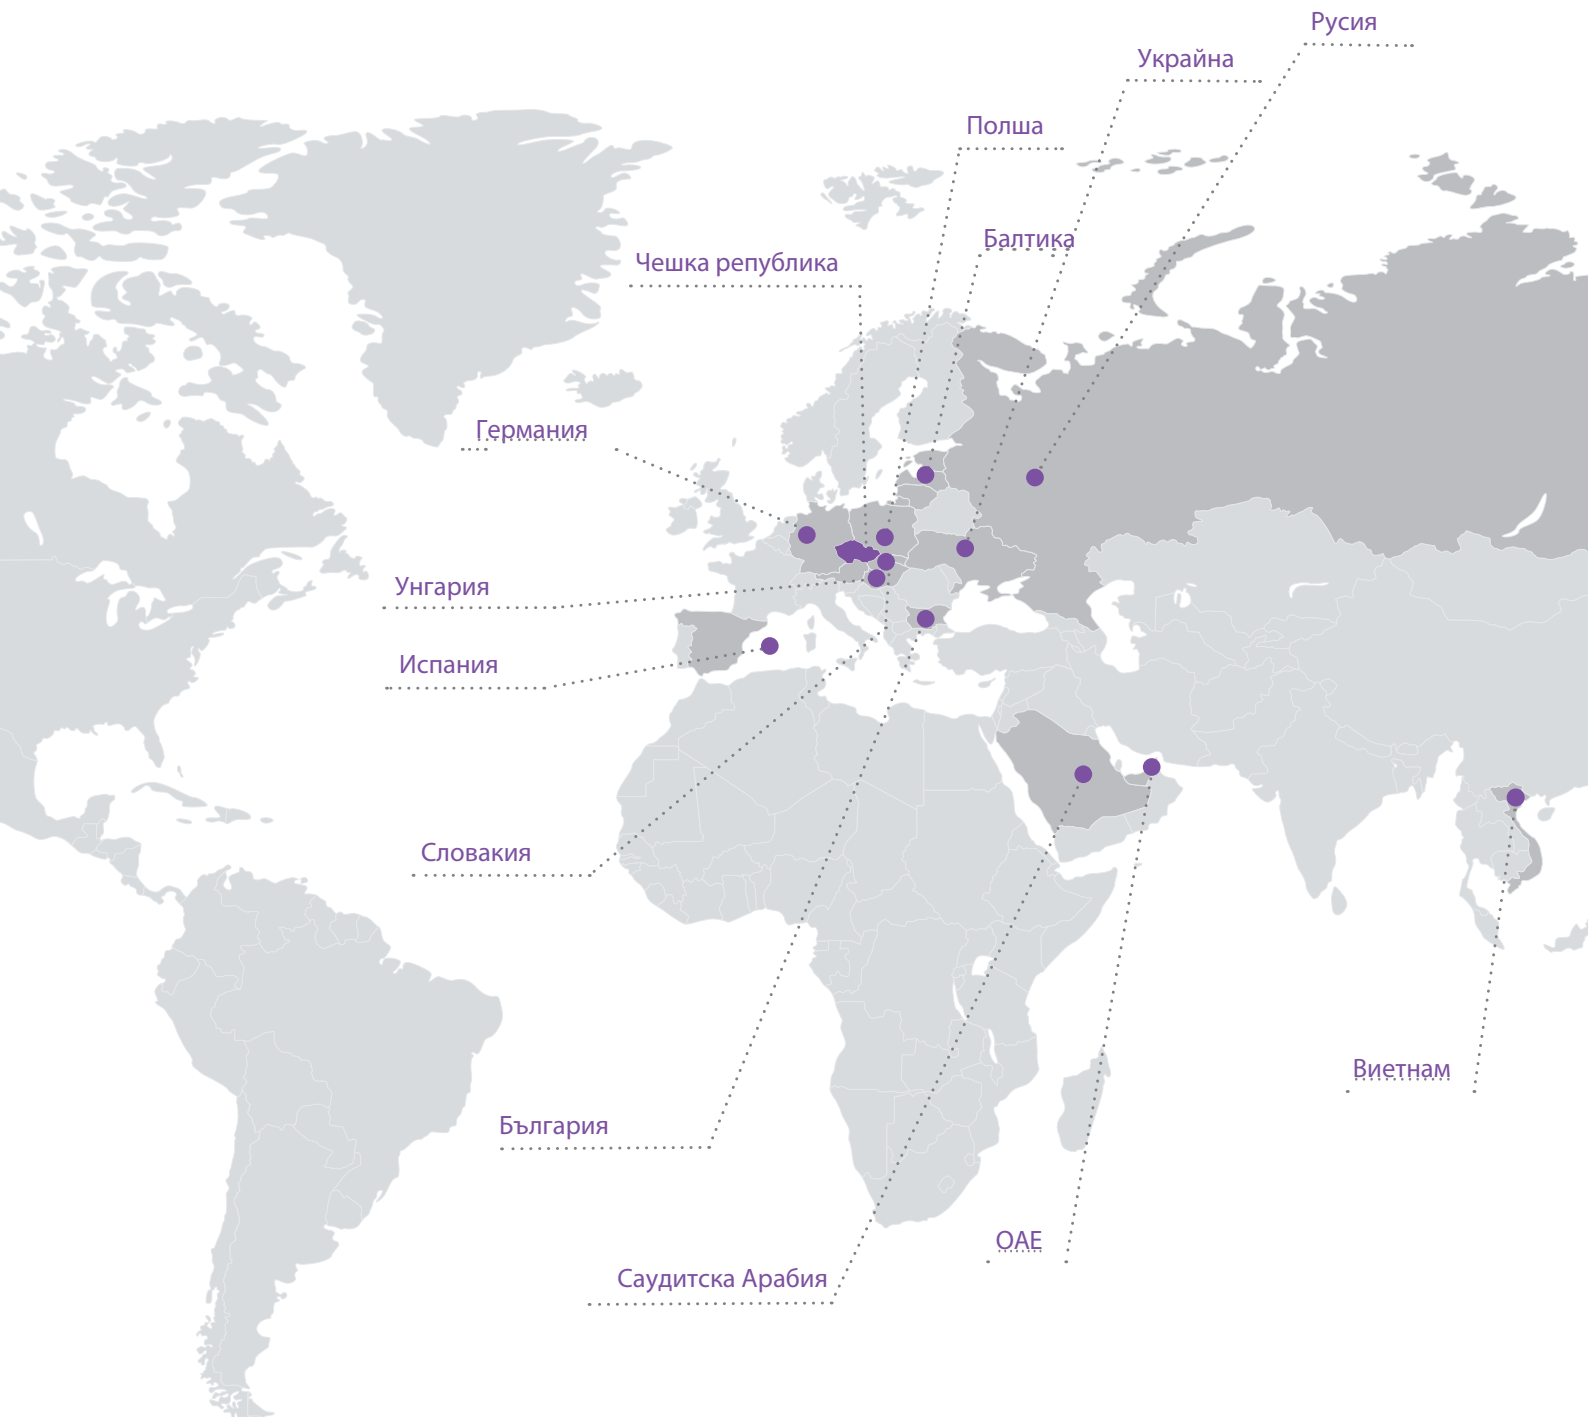 Русия
Украйна
Полша
Балтика
Чешка република
Германия
Унгария
Испания
Словакия
Виетнам
България
ОАЕ
Саудитска Арабия